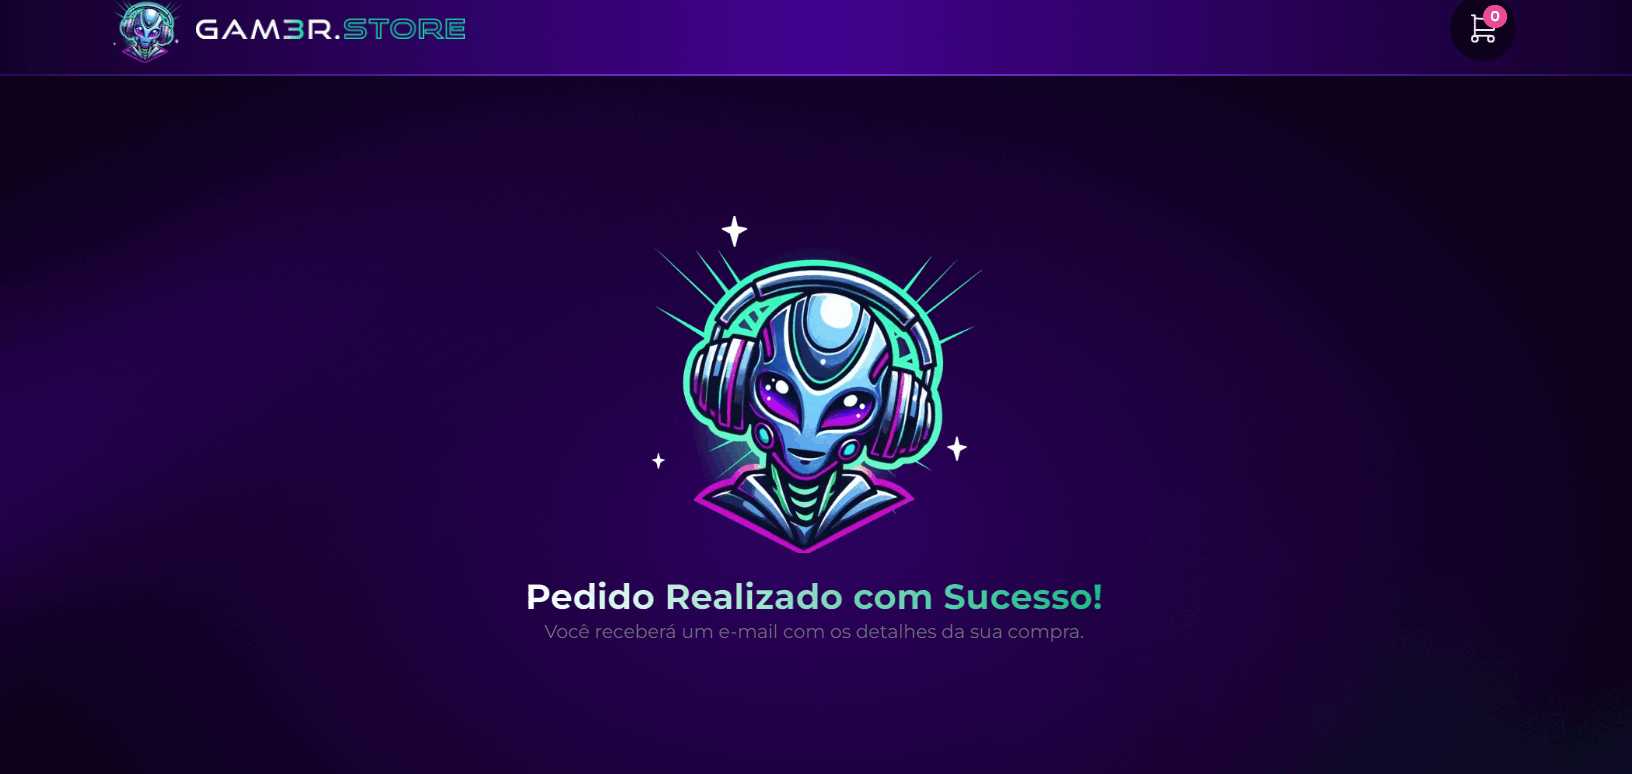 GAM3R.STORE
0
Pedido Realizado com Sucesso!
Você receberá um e-mail com os detalhes da sua compra.